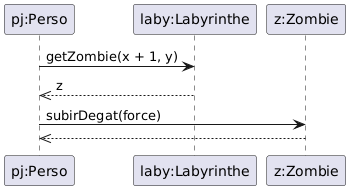 pj:Perso laby:Labyrinthe z:Zombie
getZombie(x + 1, y)
z
subirDegat(force)
pj:Perso laby:Labyrinthe z:Zombie